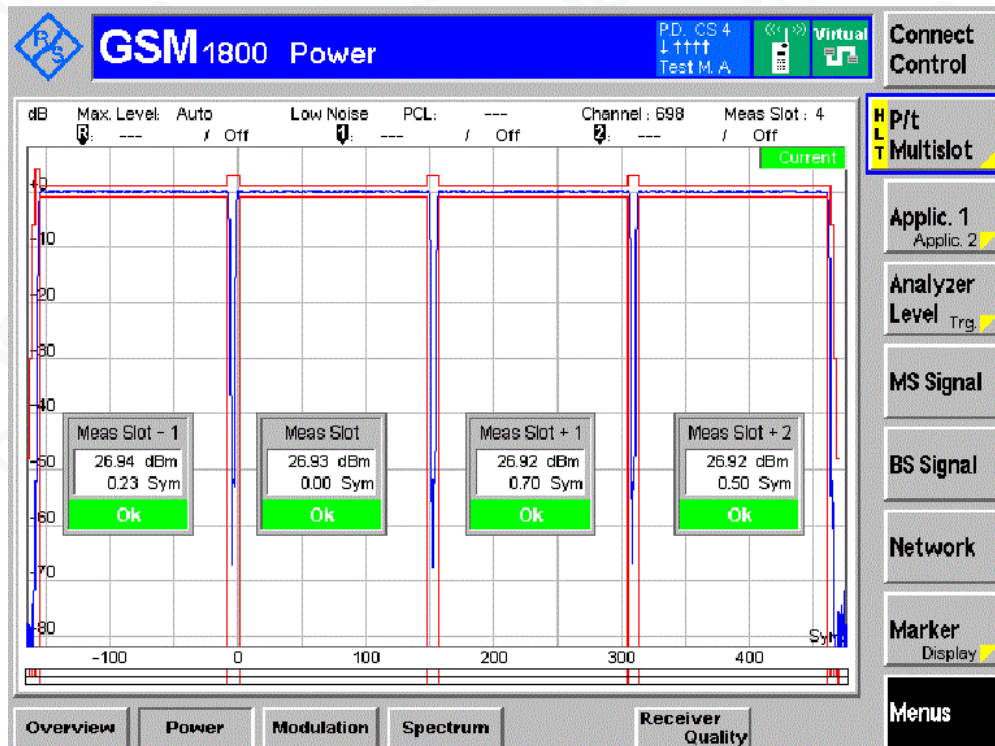 R S
GSM 1800 Power
P.D. CS 4
↓ ↑↑↑↑
Test M. A.
Virtual
Connect Control
dB Max. Level: Auto Low Noise PCL: --- Channel : 698 Meas Slot : 4
R : --- / Off 1 : --- / Off 2 : --- / Off
Current
HLT P/t Multislot
Applic. 1
Applic. 2
Analyzer Level Trg.
MS Signal
BS Signal
Network
Marker
Display
Menus
+0
-10
-20
-30
-40
-50
-60
-70
-80
Meas Slot - 1
26.94 dBm
0.23 Sym
Ok
Meas Slot
26.93 dBm
0.00 Sym
Ok
Meas Slot + 1
26.92 dBm
0.70 Sym
Ok
Meas Slot + 2
26.92 dBm
0.50 Sym
Ok
Sym
-100 0 100 200 300 400
Overview Power Modulation Spectrum Receiver Quality